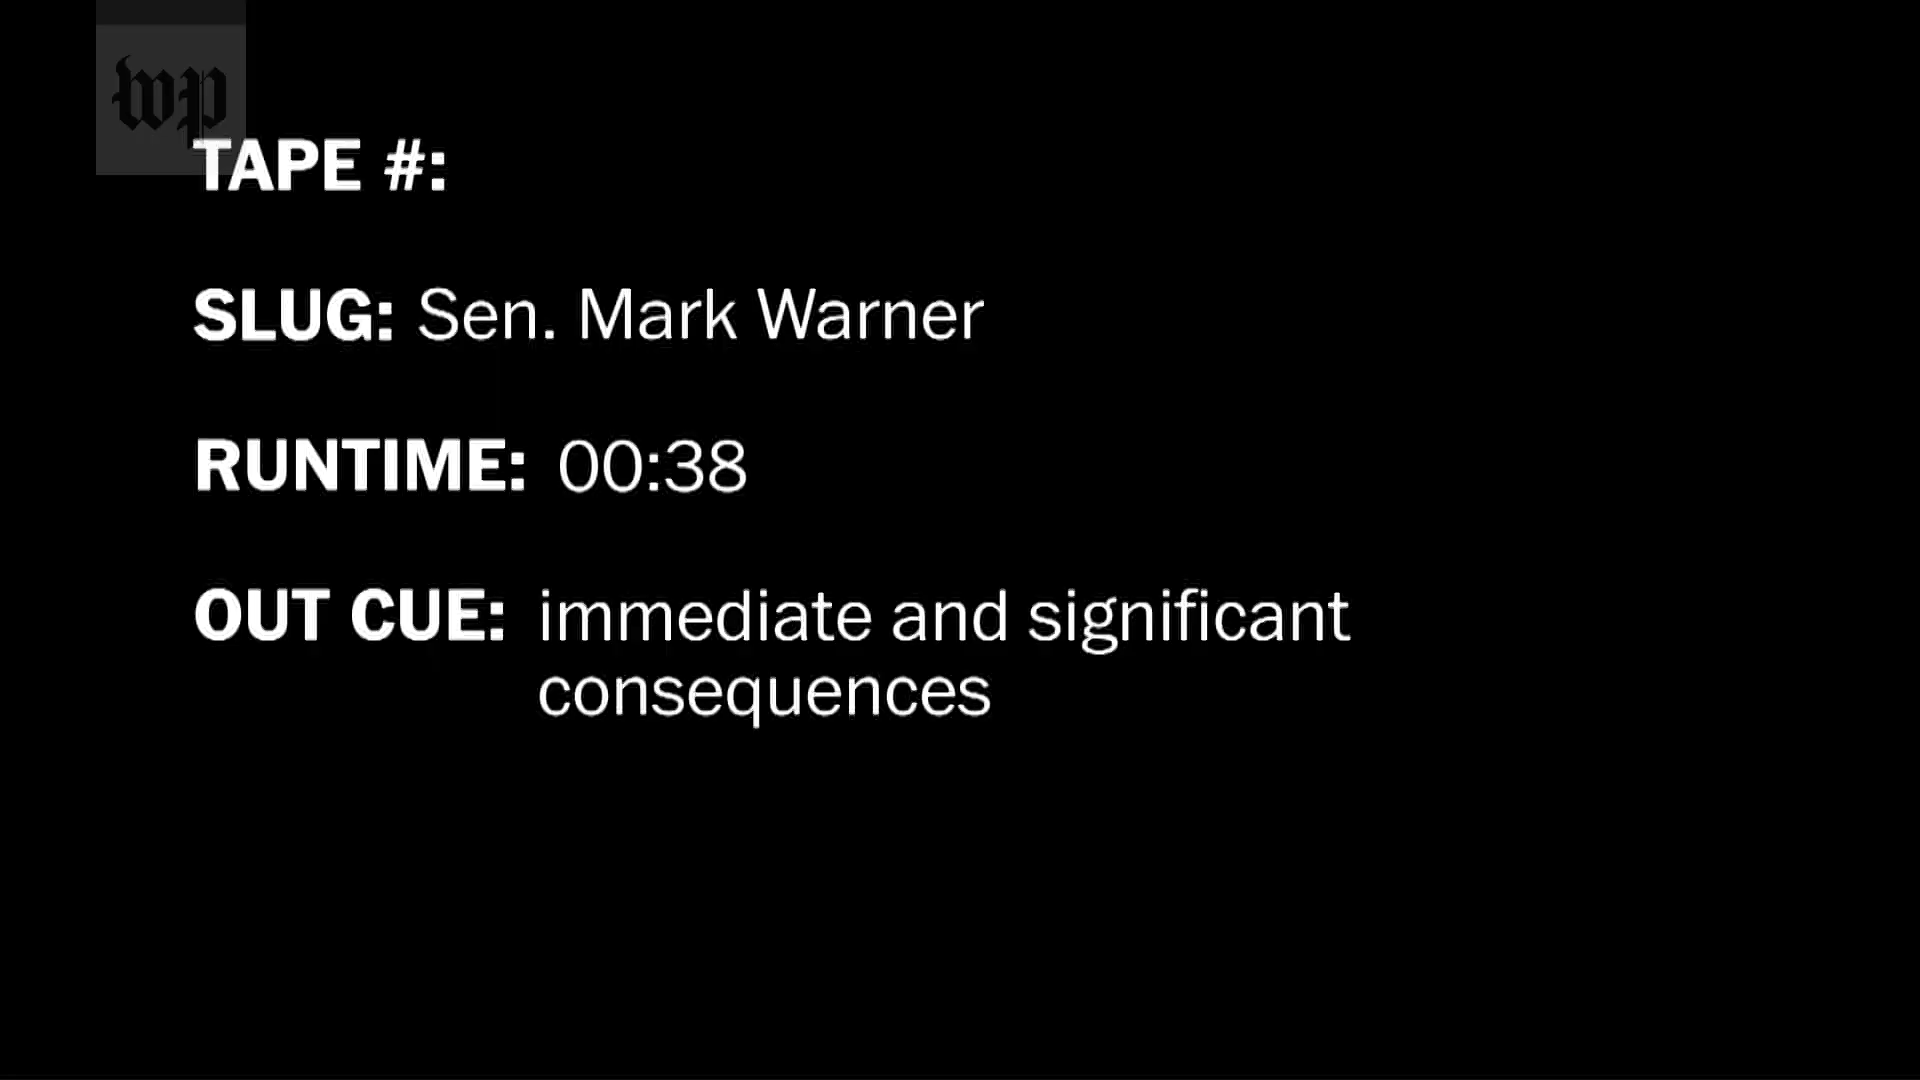 wp
TAPE #:
SLUG: Sen. Mark Warner
RUNTIME: 00:38
OUT CUE: immediate and significant
consequences